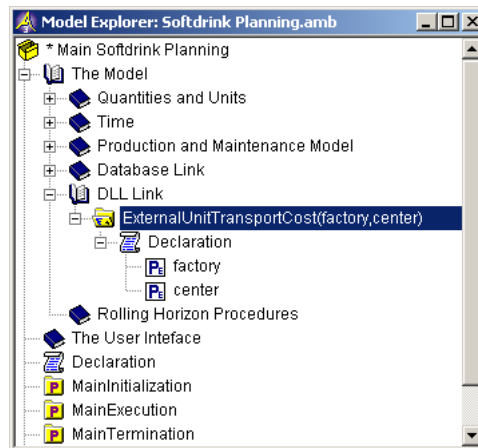 Model Explorer: Softdrink Planning.amb
* Main Softdrink Planning
The Model
Quantities and Units
Time
Production and Maintenance Model
Database Link
DLL Link
ExternalUnitTransportCost(factory,center)
Declaration
PE factory
PE center
Rolling Horizon Procedures
The User Inteface
Declaration
P MainInitialization
P MainExecution
P MainTermination